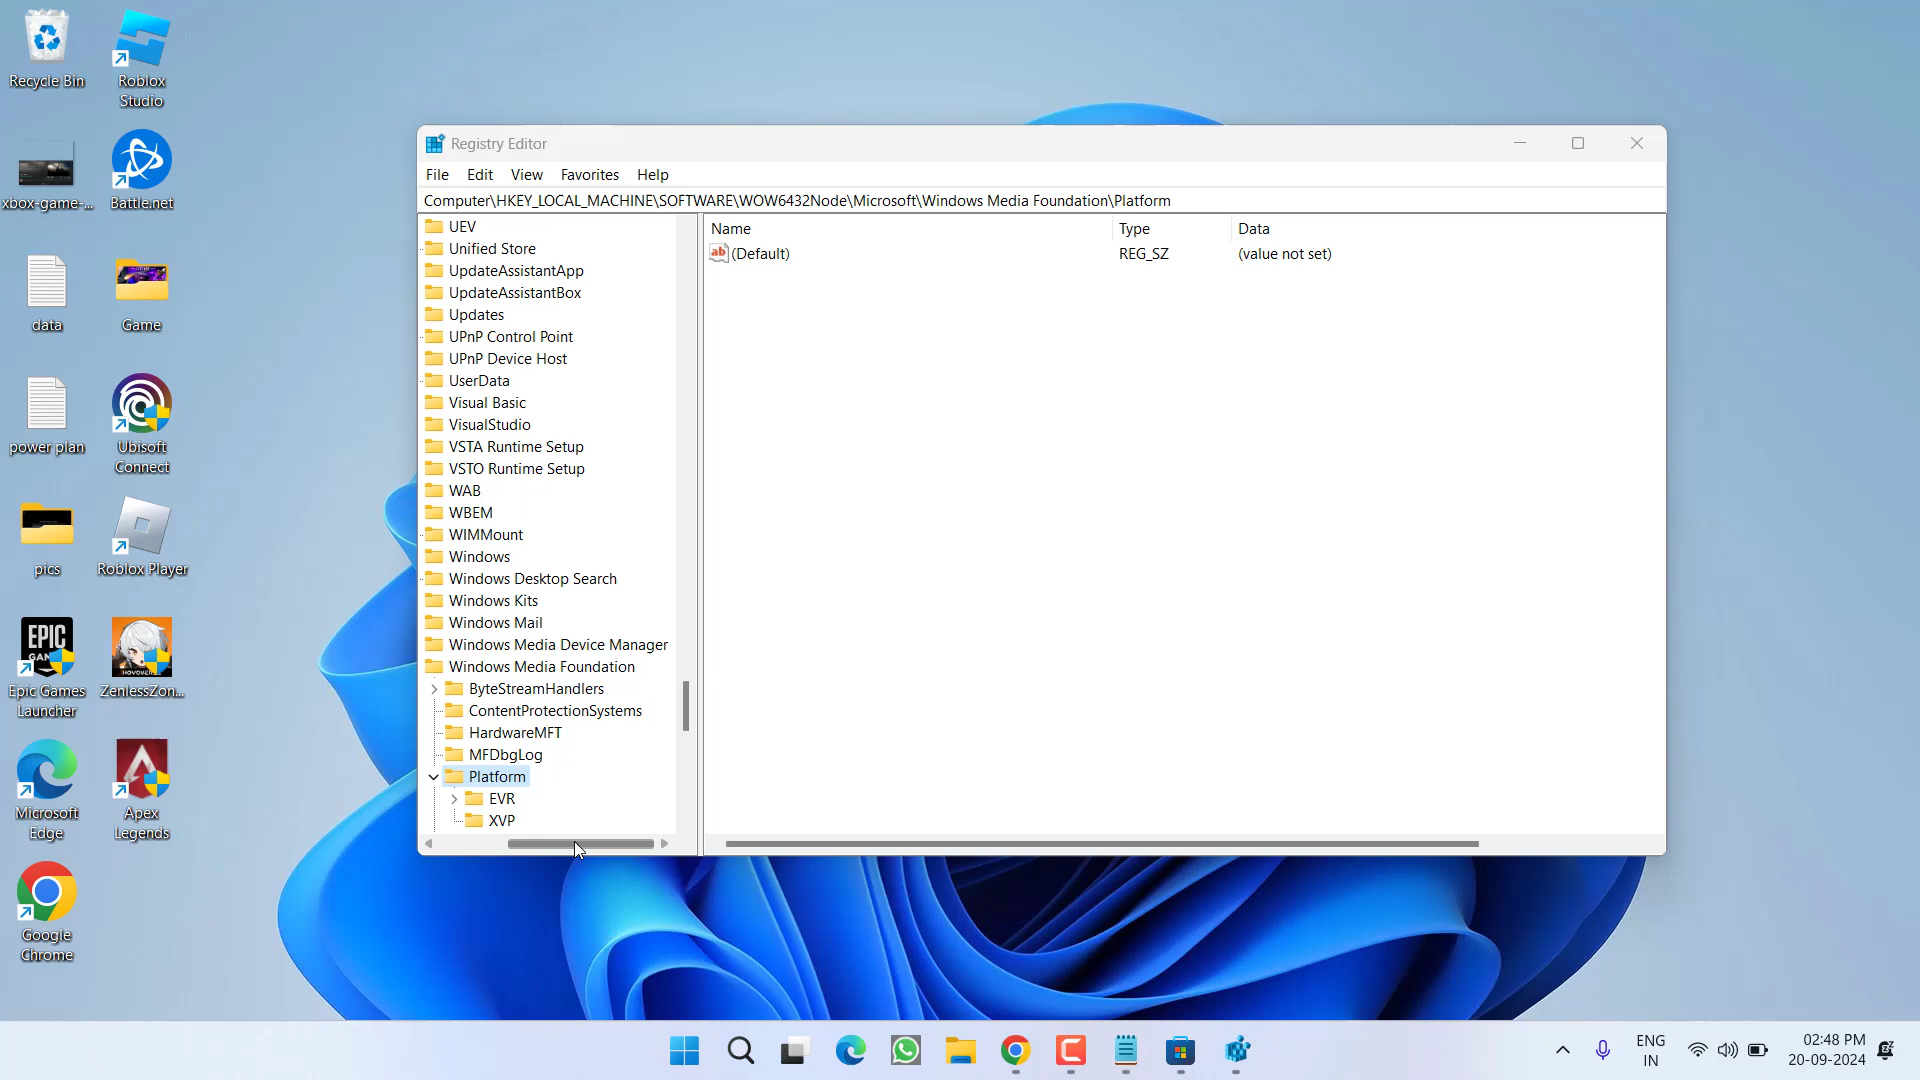 Recycle Bin
Roblox
Studio
xbox-game-...
Battle.net
data
Game
power plan
Ubisoft
Connect
pics
Roblox Player
EPIC
Epic Games
Launcher
ZenlessZon...
Microsoft
Edge
Apex
Legends
Google
Chrome
Registry Editor
File Edit View Favorites Help
Computer\HKEY_LOCAL_MACHINE\SOFTWARE\WOW6432Node\Microsoft\Windows Media Foundation\Platform
UEV
Unified Store
UpdateAssistantApp
UpdateAssistantBox
Updates
UPnP Control Point
UPnP Device Host
UserData
Visual Basic
VisualStudio
VSTA Runtime Setup
VSTO Runtime Setup
WAB
WBEM
WIMMount
Windows
Windows Desktop Search
Windows Kits
Windows Mail
Windows Media Device Manager
Windows Media Foundation
ByteStreamHandlers
ContentProtectionSystems
HardwareMFT
MFDbgLog
Platform
EVR
XVP
Name Type Data
ab (Default) REG_SZ (value not set)
ENG
IN
02:48 PM
20-09-2024